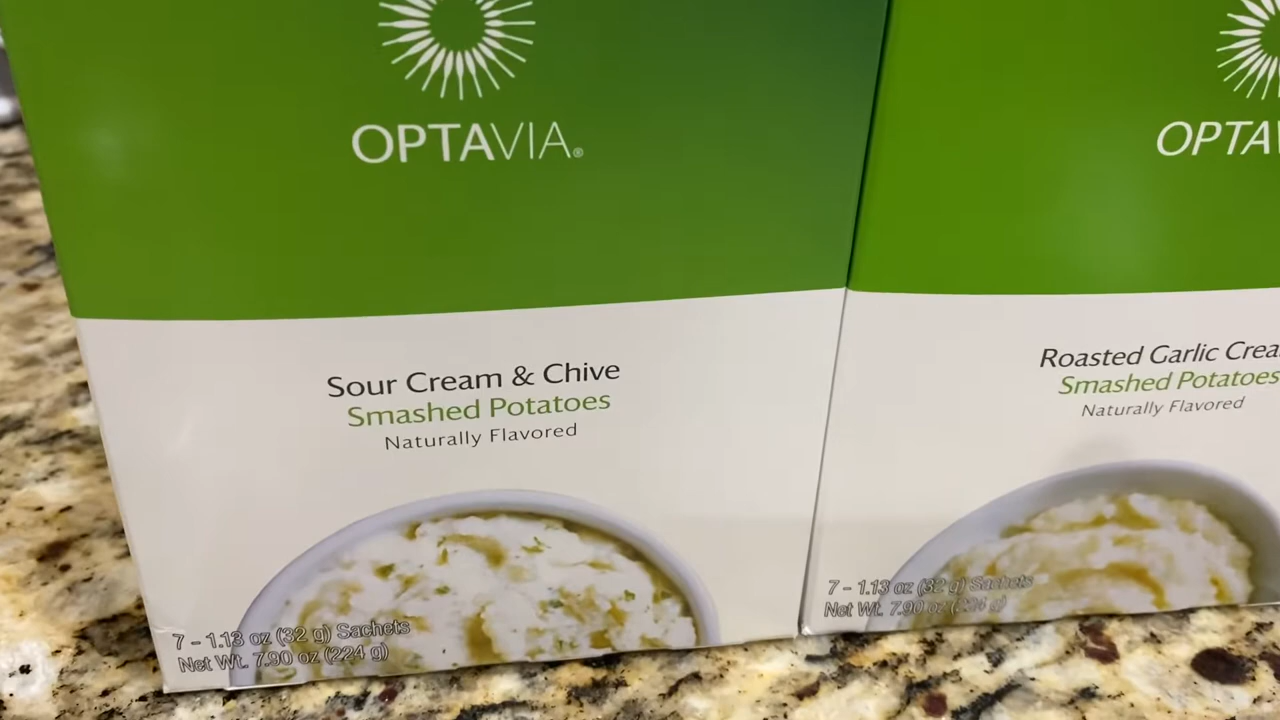 OPTAVIA®
Sour Cream & Chive
Smashed Potatoes
Naturally Flavored
7 - 1.13 oz (32 g) Sachets
Net Wt. 7.90 oz (224 g)
OPTAV
Roasted Garlic Crea
Smashed Potatoes
Naturally Flavored
7 - 1.13 oz (32 g) Sachets
Net Wt. 7.90 oz (224 g)